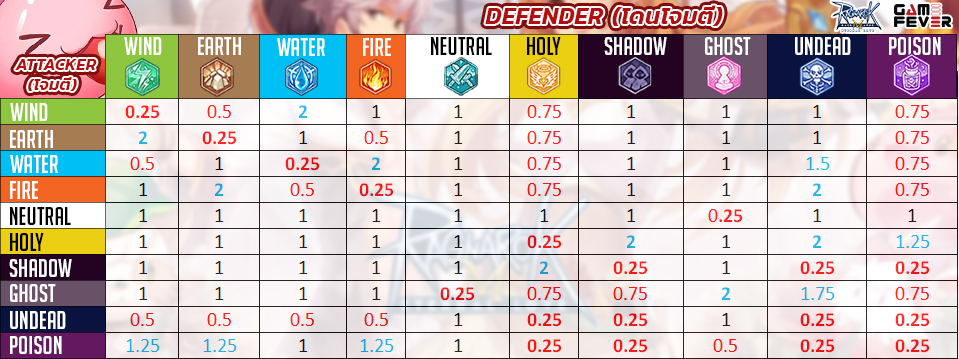 DEFENDER (โดนโจมตี)
RAGNAROK
GAME FEVER
ATTACKER
(โจมตี)
WIND EARTH WATER FIRE NEUTRAL HOLY SHADOW GHOST UNDEAD POISON
WIND 0.25 0.5 2 1 1 0.75 1 1 1 0.75
EARTH 2 0.25 1 0.5 1 0.75 1 1 1 0.75
WATER 0.5 1 0.25 2 1 0.75 1 1 1.5 0.75
FIRE 1 2 0.5 0.25 1 0.75 1 1 2 0.75
NEUTRAL 1 1 1 1 1 1 1 0.25 1 1
HOLY 1 1 1 1 1 0.25 2 1 2 1.25
SHADOW 1 1 1 1 1 2 0.25 1 0.25 0.25
GHOST 1 1 1 1 0.25 0.75 0.75 2 1.75 0.75
UNDEAD 0.5 0.5 0.5 0.5 1 0.25 0.25 1 0.25 0.25
POISON 1.25 1.25 1 1.25 1 0.25 0.25 0.5 0.25 0.25